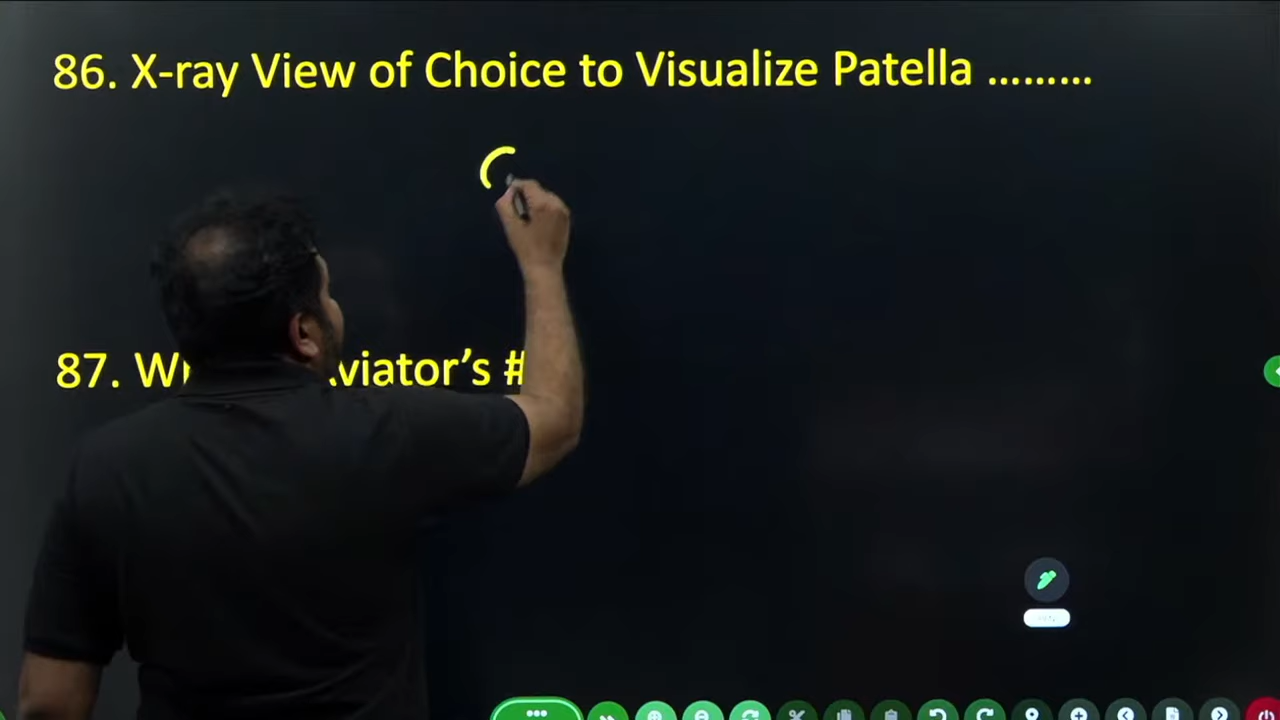 86. X-ray View of Choice to Visualize Patella .........
87. viator's #